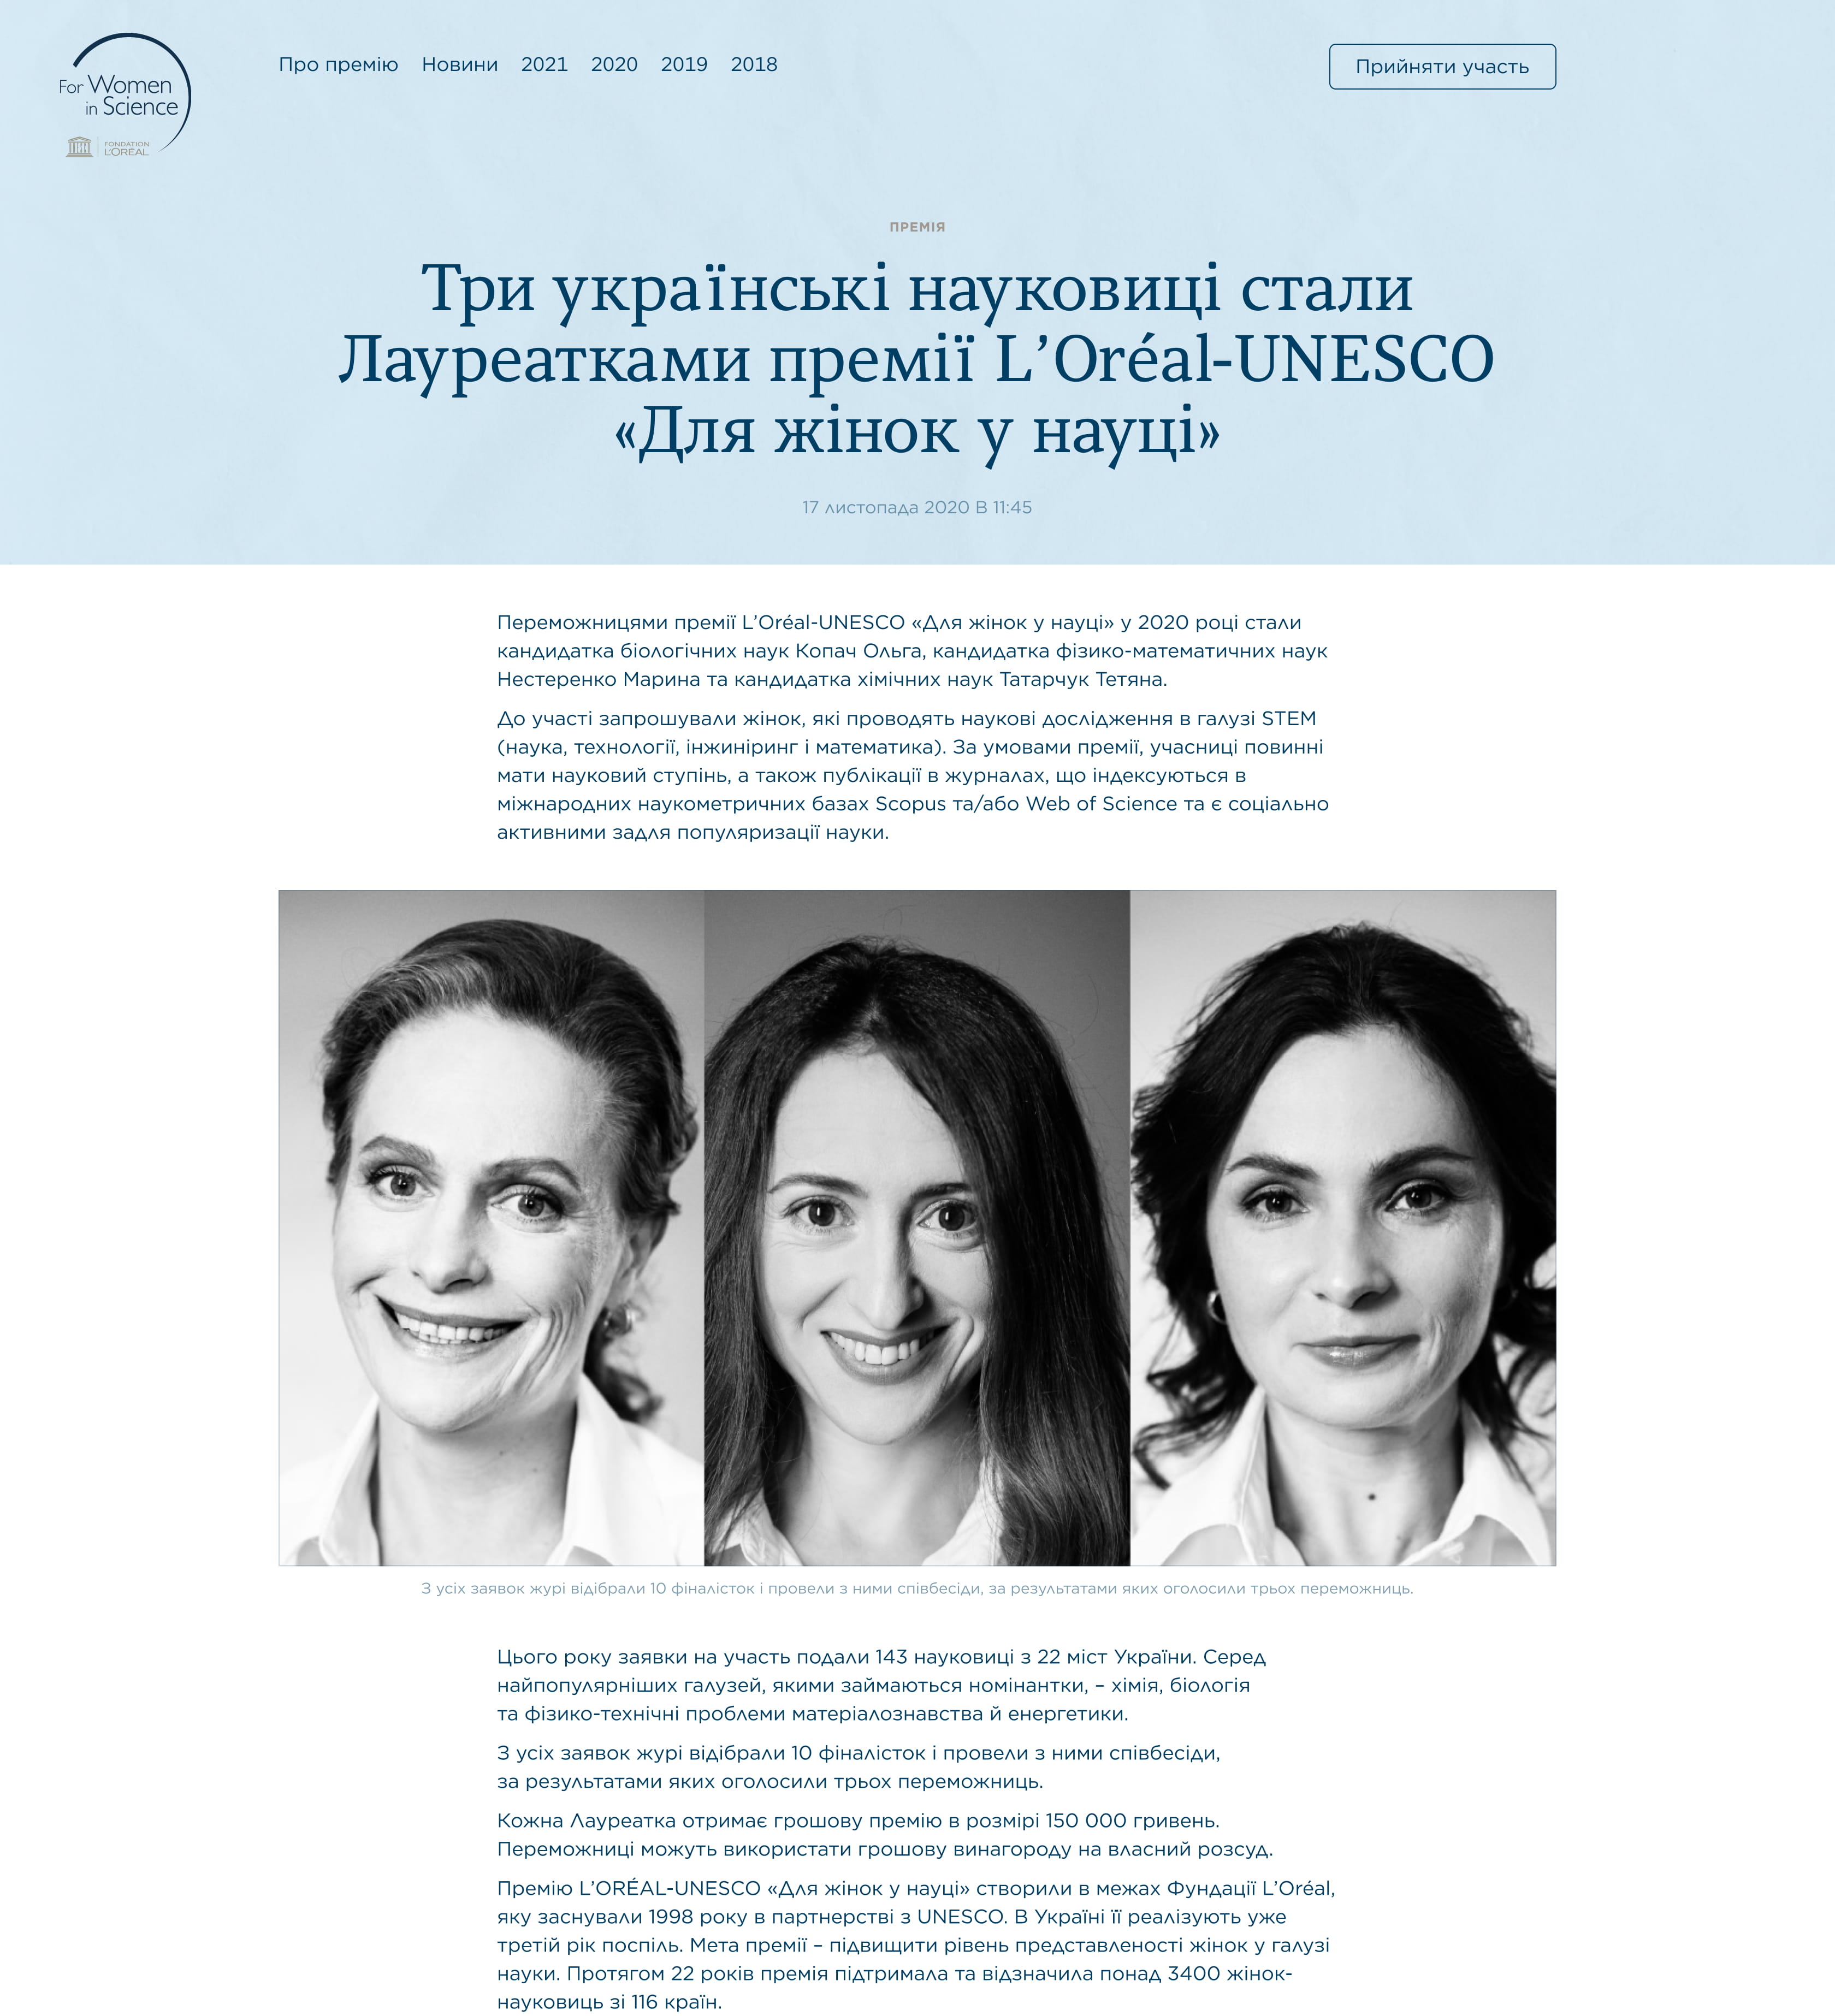 For Women
in Science
FONDATION
L'ORÉAL
Про премію Новини 2021 2020 2019 2018
Прийняти участь
ПРЕМІЯ
Три українські науковиці стали
Лауреатками премії L’Oréal-UNESCO
«Для жінок у науці»
17 листопада 2020 В 11:45
Переможницями премії L’Oréal-UNESCO «Для жінок у науці» у 2020 році стали
кандидатка біологічних наук Копач Ольга, кандидатка фізико-математичних наук
Нестеренко Марина та кандидатка хімічних наук Татарчук Тетяна.
До участі запрошували жінок, які проводять наукові дослідження в галузі STEM
(наука, технології, інжиніринг і математика). За умовами премії, учасниці повинні
мати науковий ступінь, а також публікації в журналах, що індексуються в
міжнародних наукометричних базах Scopus та/або Web of Science та є соціально
активними задля популяризації науки.
З усіх заявок журі відібрали 10 фіналісток і провели з ними співбесіди, за результатами яких оголосили трьох переможниць.
Цього року заявки на участь подали 143 науковиці з 22 міст України. Серед
найпопулярніших галузей, якими займаються номінантки, – хімія, біологія
та фізико-технічні проблеми матеріалознавства й енергетики.
З усіх заявок журі відібрали 10 фіналісток і провели з ними співбесіди,
за результатами яких оголосили трьох переможниць.
Кожна Лауреатка отримає грошову премію в розмірі 150 000 гривень.
Переможниці можуть використати грошову винагороду на власний розсуд.
Премію L’ORÉAL-UNESCO «Для жінок у науці» створили в межах Фундації L’Oréal,
яку заснували 1998 року в партнерстві з UNESCO. В Україні її реалізують уже
третій рік поспіль. Мета премії – підвищити рівень представленості жінок у галузі
науки. Протягом 22 років премія підтримала та відзначила понад 3400 жінок-
науковиць зі 116 країн.